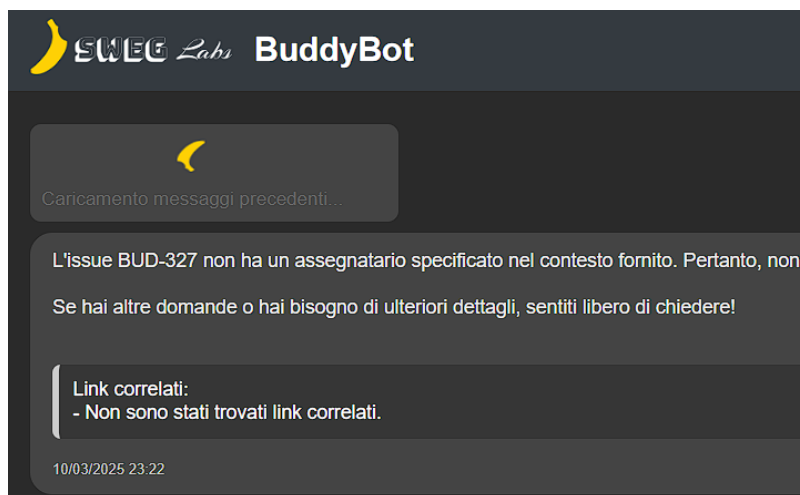 SWEG Labs BuddyBot
Caricamento messaggi precedenti...
L'issue BUD-327 non ha un assegnatario specificato nel contesto fornito. Pertanto, non
Se hai altre domande o hai bisogno di ulteriori dettagli, sentiti libero di chiedere!
Link correlati:
- Non sono stati trovati link correlati.
10/03/2025 23:22